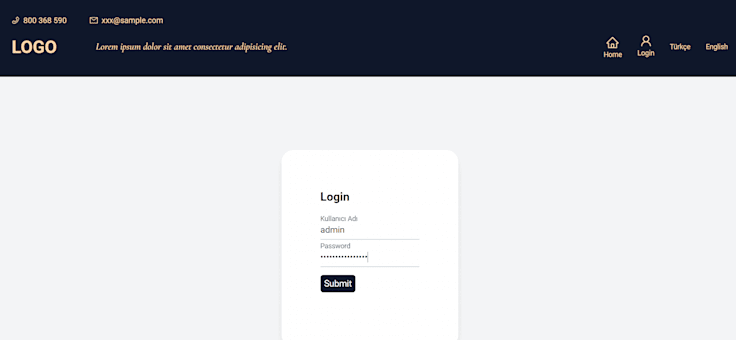 800 368 590 xxx@sample.com
LOGO Lorem ipsum dolor sit amet consectetur adipisicing elit. Home Login Türkçe English
Login
Kullanıcı Adı
admin
Password
Submit